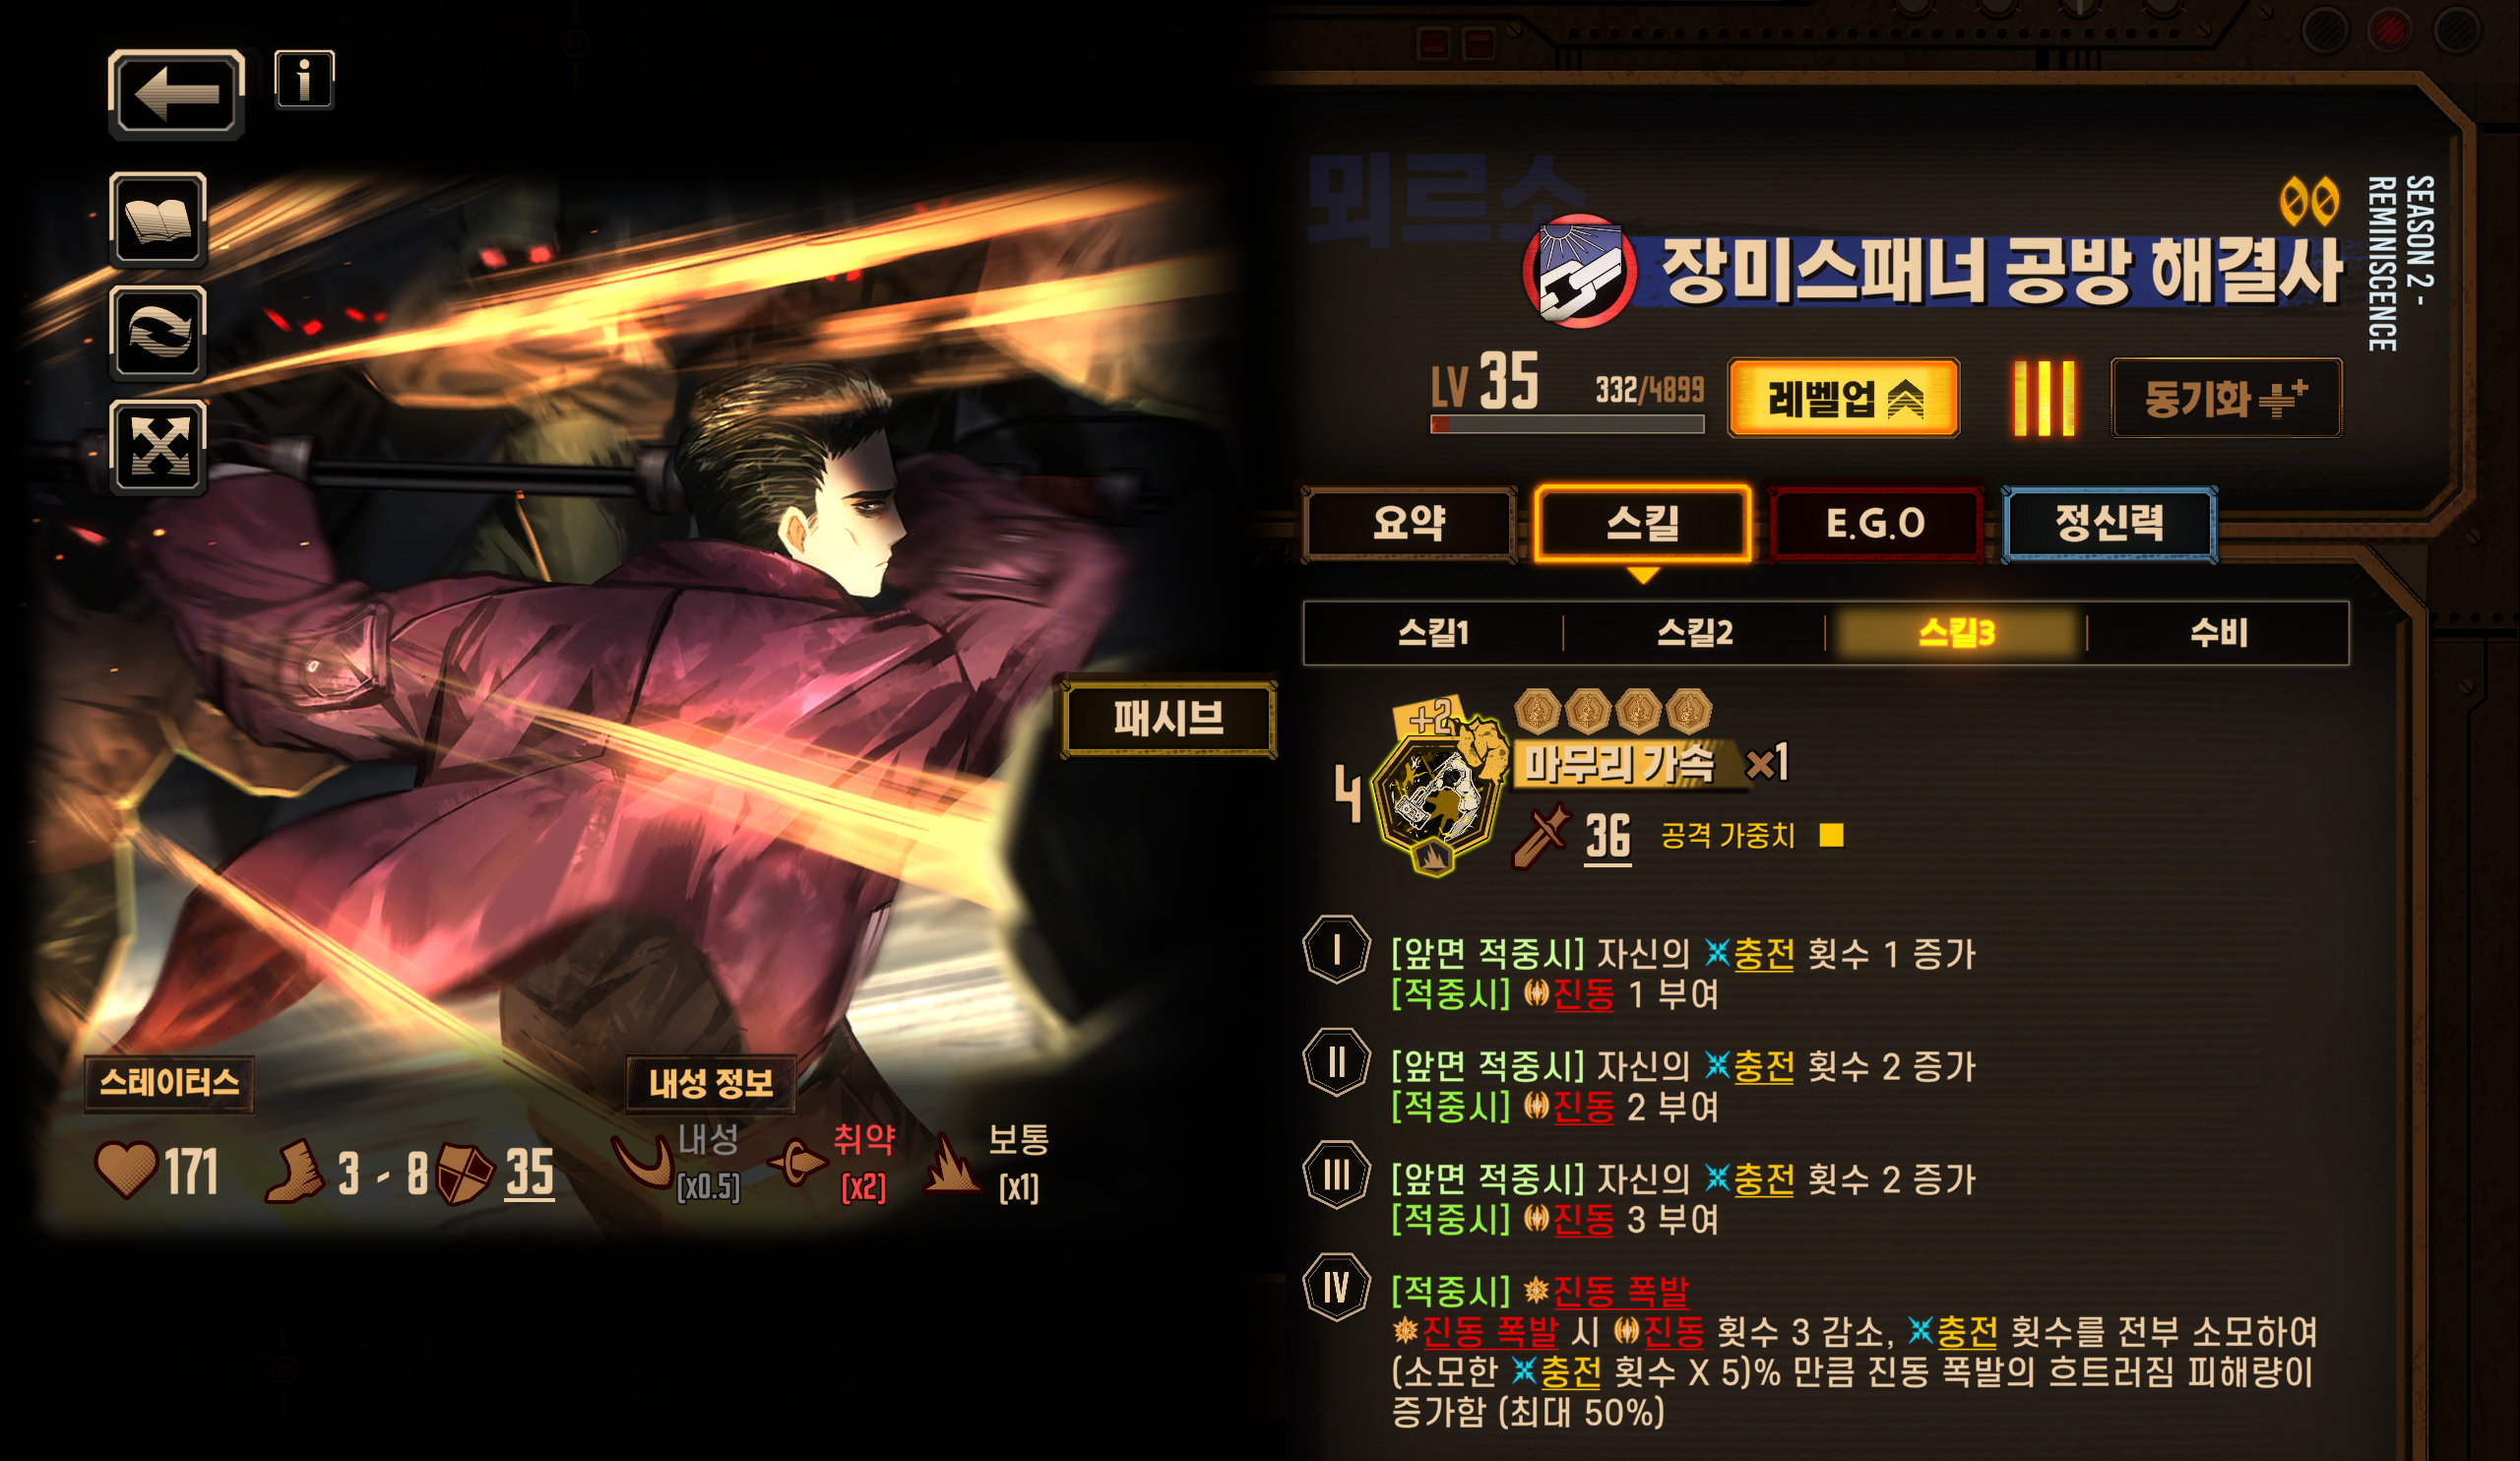 뫼르소
장미스패너 공방 해결사
SEASON 2 -
REMINISCENCE
LV 35
332/4899
레벨업
동기화
요약
스킬
E.G.O
정신력
스킬1
스킬2
스킬3
수비
패시브
+2
4
마무리 가속 ×1
36 공격 가중치
I
[앞면 적중시] 자신의 충전 횟수 1 증가
[적중시] 진동 1 부여
II
[앞면 적중시] 자신의 충전 횟수 2 증가
[적중시] 진동 2 부여
III
[앞면 적중시] 자신의 충전 횟수 2 증가
[적중시] 진동 3 부여
IV
[적중시] 진동 폭발
진동 폭발 시 진동 횟수 3 감소, 충전 횟수를 전부 소모하여
(소모한 충전 횟수 X 5)% 만큼 진동 폭발의 흐트러짐 피해량이
증가함 (최대 50%)
스테이터스
171
3 - 8
35
내성 정보
내성
(x0.5)
취약
(x2)
보통
(x1)